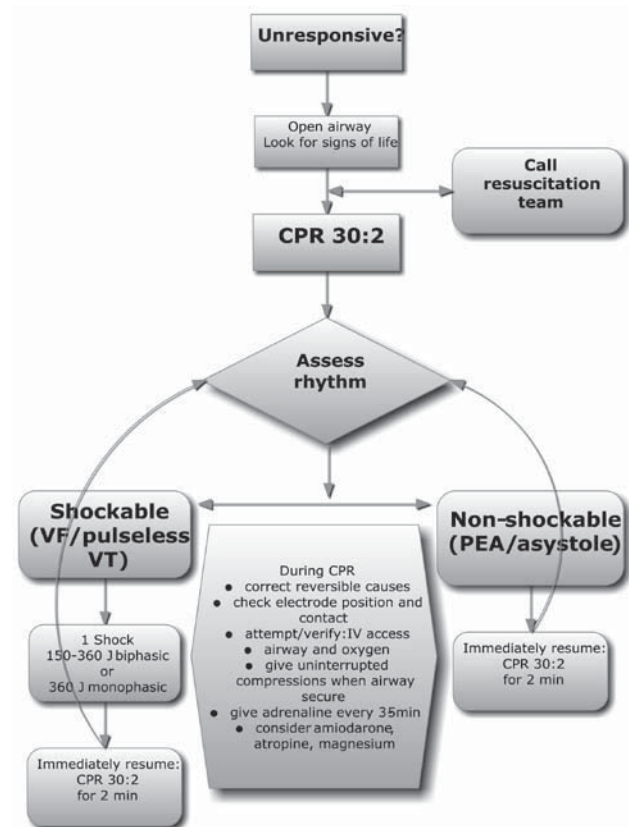 Unresponsive?
Open airway
Look for signs of life
Call
resuscitation
team
CPR 30:2
Assess
rhythm
Shockable
(VF/pulseless
VT)
Non-shockable
(PEA/asystole)
During CPR
• correct reversible causes
• check electrode position and
contact
• attempt/verify:IV access
• airway and oxygen
• give uninterrupted
compressions when airway
secure
• give adrenaline every 35min
• consider amiodarone,
atropine, magnesium
1 Shock
150-360 J biphasic
or
360 J monophasic
Immediately resume:
CPR 30:2
for 2 min
Immediately resume:
CPR 30:2
for 2 min